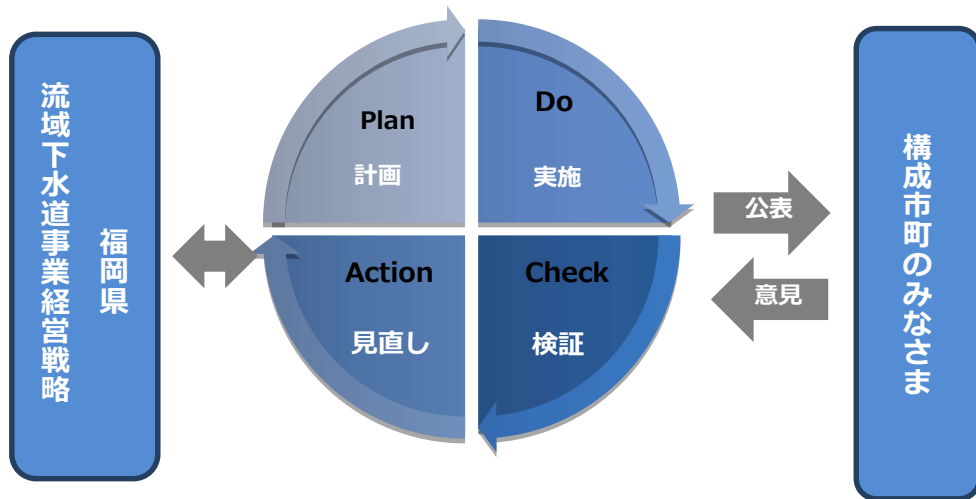 福岡県
流域下水道事業経営戦略
Plan
計画
Do
実施
Action
見直し
Check
検証
公表
意見
構成市町のみなさま